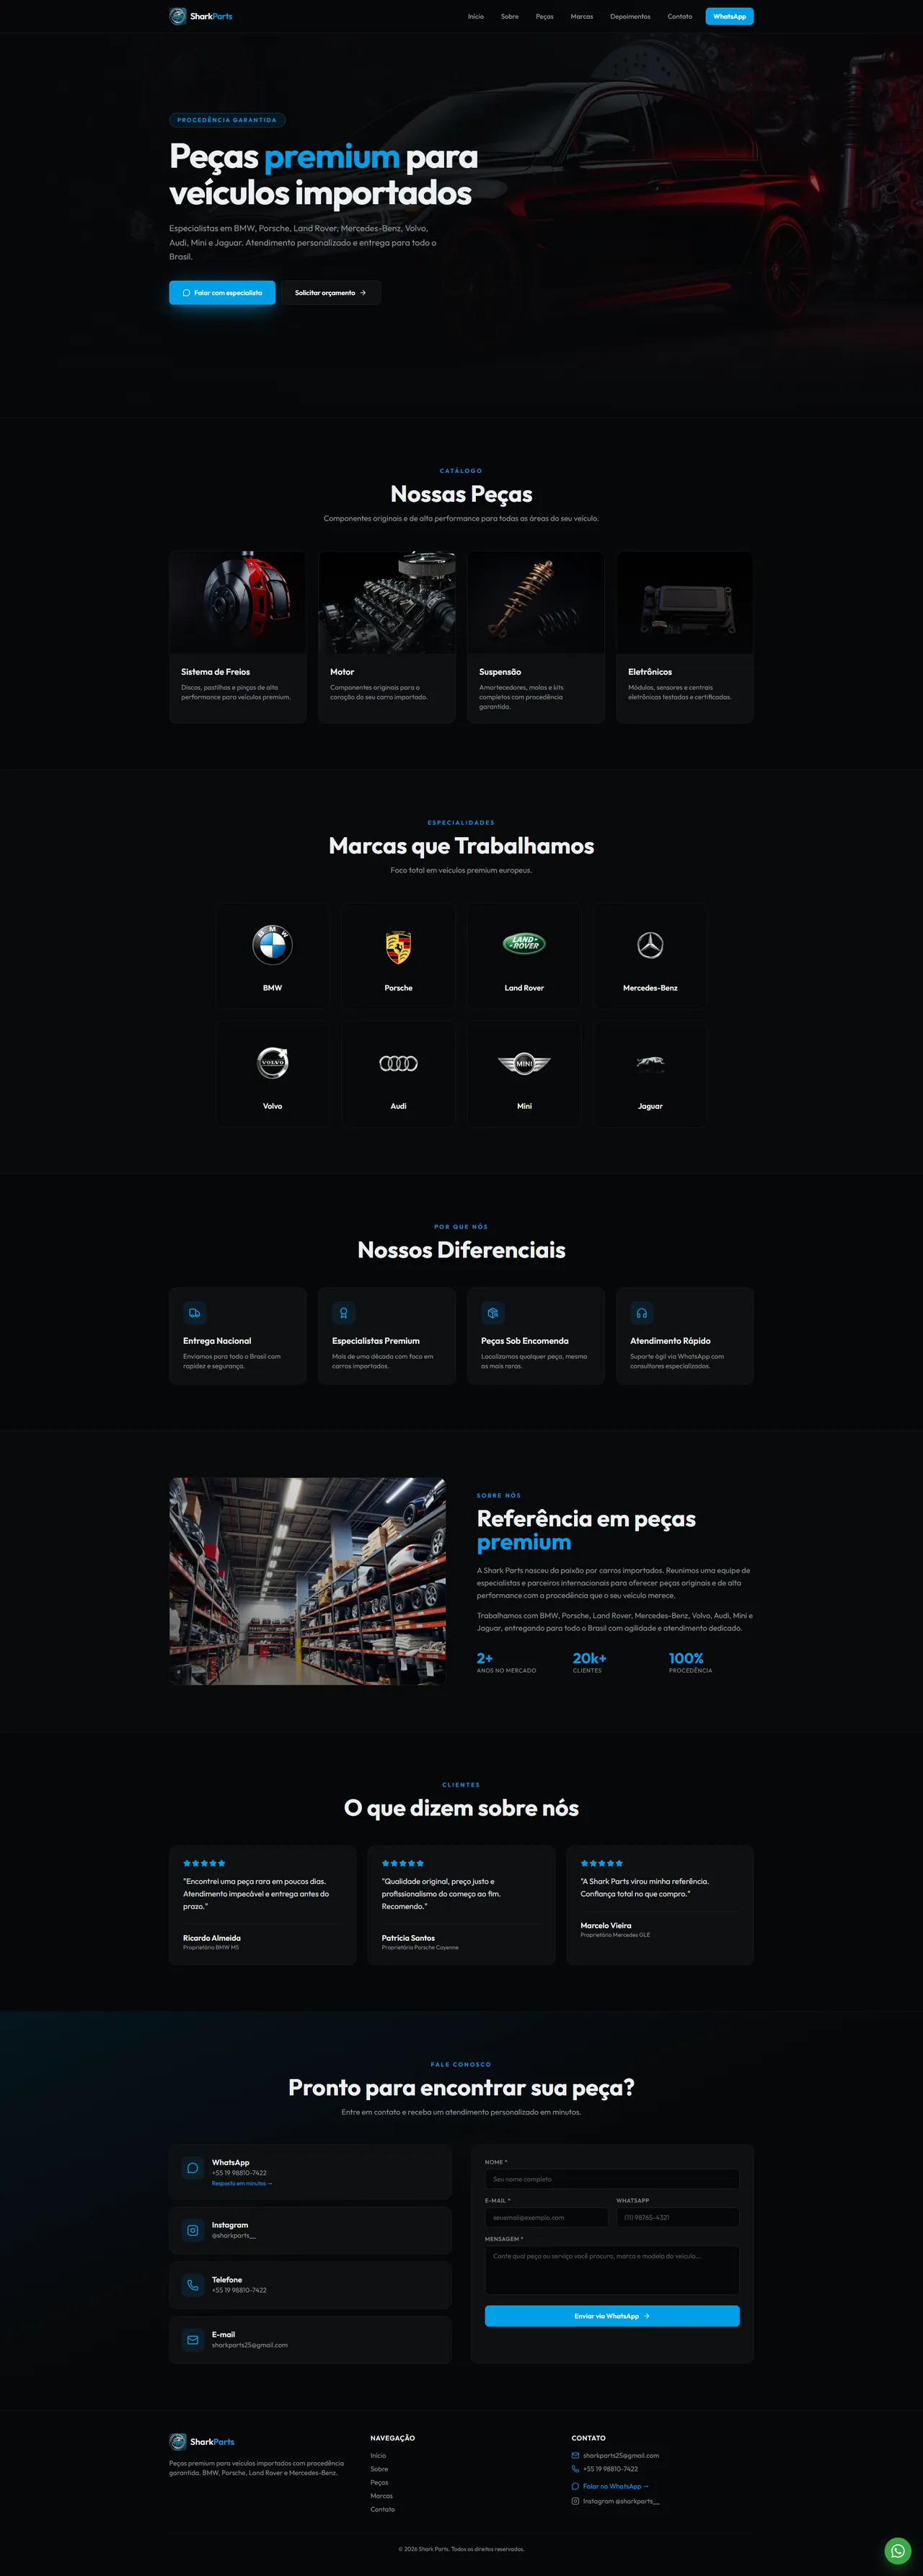 SharkParts
Início
Sobre
Peças
Marcas
Depoimentos
Contato
WhatsApp
PROCEDÊNCIA GARANTIDA
Peças premium para
veículos importados
Especialistas em BMW, Porsche, Land Rover, Mercedes-Benz, Volvo,
Audi, Mini e Jaguar. Atendimento personalizado e entrega para todo o
Brasil.
Falar com especialista
Solicitar orçamento →
CATÁLOGO
Nossas Peças
Componentes originais e de alta performance para todas as áreas do seu veículo.
Sistema de Freios
Discos, pastilhas e pinças de alta
performance para veículos premium.
Motor
Componentes originais para o
coração do seu carro importado.
Suspensão
Amortecedores, molas e kits
completos com procedência
garantida.
Eletrônicos
Módulos, sensores e centrais
eletrônicas testadas e certificadas.
ESPECIALIDADES
Marcas que Trabalhamos
Foco total em veículos premium europeus.
BMW
BMW
Porsche
LAND-
ROVER
Land Rover
Mercedes-Benz
VOLVO
Volvo
Audi
MINI
Mini
Jaguar
POR QUE NÓS
Nossos Diferenciais
Entrega Nacional
Enviamos para todo o Brasil com
rapidez e segurança.
Especialistas Premium
Mais de uma década com foco em
carros importados.
Peças Sob Encomenda
Localizamos qualquer peça, mesmo
as mais raras.
Atendimento Rápido
Suporte ágil via WhatsApp com
consultores especializados.
SOBRE NÓS
Referência em peças
premium
A Shark Parts nasceu da paixão por carros importados. Reunimos uma equipe de
especialistas e parceiros internacionais para oferecer peças originais e de alta
performance com a procedência que o seu veículo merece.
Trabalhamos com BMW, Porsche, Land Rover, Mercedes-Benz, Volvo, Audi, Mini e
Jaguar, entregando para todo o Brasil com agilidade e atendimento dedicado.
2+
ANOS NO MERCADO
20k+
CLIENTES
100%
PROCEDÊNCIA
CLIENTES
O que dizem sobre nós
"Encontrei uma peça rara em poucos dias.
Atendimento impecável e entrega antes do
prazo."
Ricardo Almeida
Proprietário BMW M5
"Qualidade original, preço justo e
profissionalismo do começo ao fim.
Recomendo."
Patrícia Santos
Proprietária Porsche Cayenne
"A Shark Parts virou minha referência.
Confiança total no que compro."
Marcelo Vieira
Proprietário Mercedes GLE
FALE CONOSCO
Pronto para encontrar sua peça?
Entre em contato e receba um atendimento personalizado em minutos.
WhatsApp
+55 19 98810-7422
Resposta em minutos →
Instagram
@sharkparts__
Telefone
+55 19 98810-7422
E-mail
sharkparts25@gmail.com
NOME *
Seu nome completo
E-MAIL *
seuemail@exemplo.com
WHATSAPP
(11) 98765-4321
MENSAGEM *
Conte qual peça ou serviço você procura, marca e modelo do veículo...
Enviar via WhatsApp →
SharkParts
Peças premium para veículos importados com procedência
garantida. BMW, Porsche, Land Rover e Mercedes-Benz.
NAVEGAÇÃO
Início
Sobre
Peças
Marcas
Contato
CONTATO
sharkparts25@gmail.com
+55 19 98810-7422
Falar no WhatsApp →
Instagram @sharkparts__
© 2026 Shark Parts. Todos os direitos reservados.